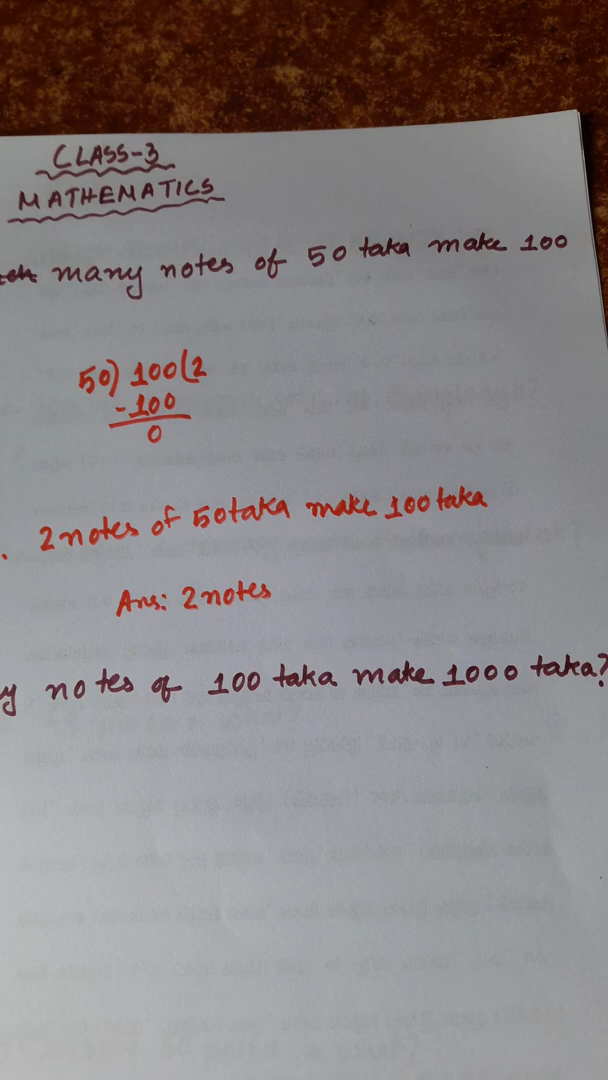 CLASS-3
MATHEMATICS
many notes of 50 taka make 100
50) 100(2
-100
0
. 2 notes of 50 taka make 100 taka
Ans: 2 notes
y notes of 100 taka make 1000 taka?